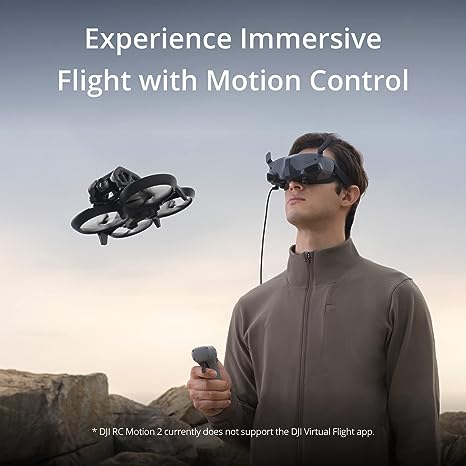 Experience Immersive
Flight with Motion Control
* DJI RC Motion 2 currently does not support the DJI Virtual Flight app.